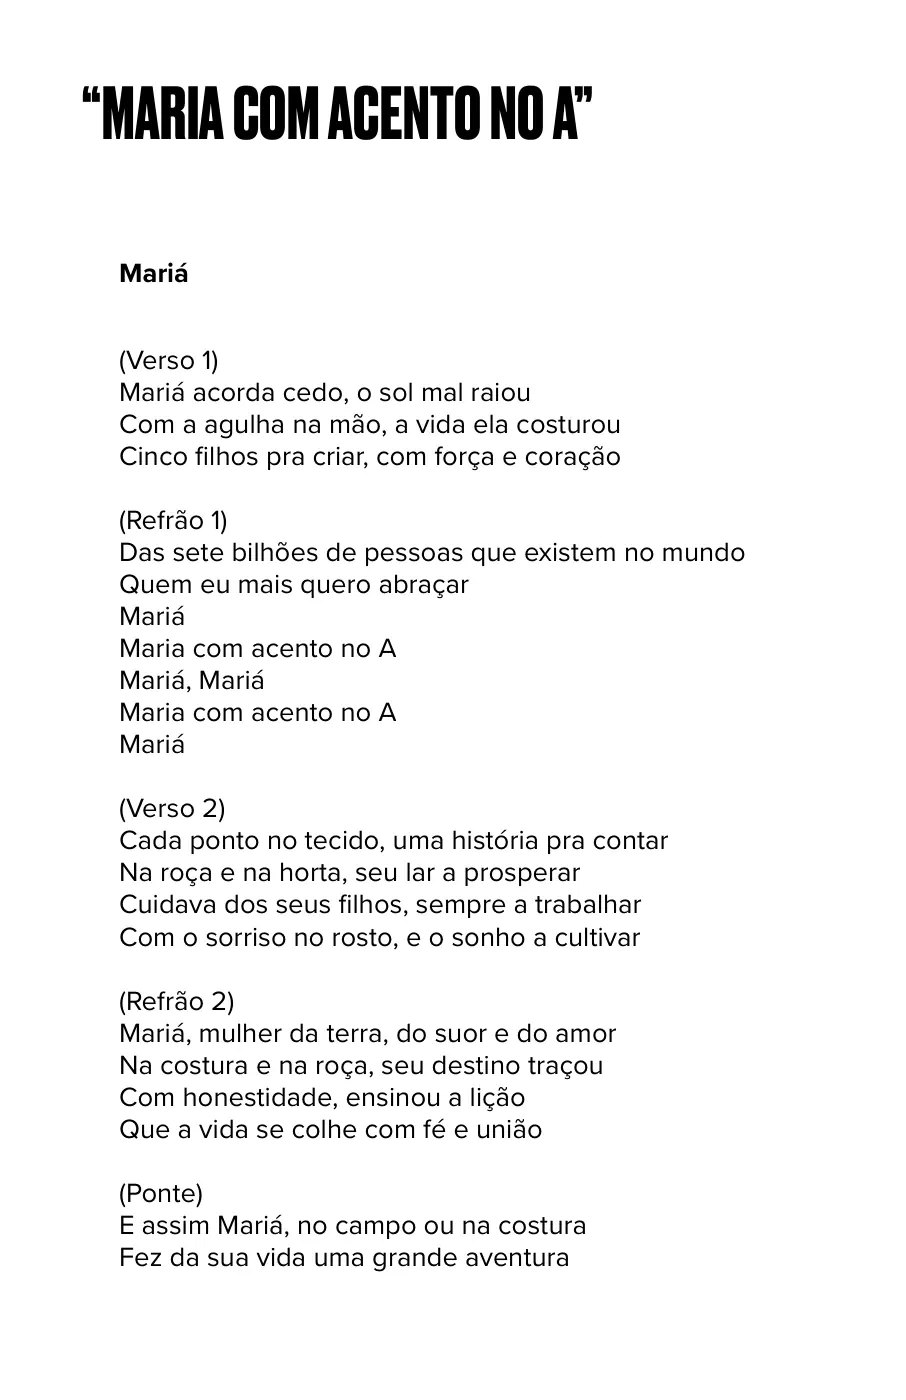 “MARIA COM ACENTO NO A”
Mariá
(Verso 1)
Mariá acorda cedo, o sol mal raiou
Com a agulha na mão, a vida ela costurou
Cinco filhos pra criar, com força e coração
(Refrão 1)
Das sete bilhões de pessoas que existem no mundo
Quem eu mais quero abraçar
Mariá
Maria com acento no A
Mariá, Mariá
Maria com acento no A
Mariá
(Verso 2)
Cada ponto no tecido, uma história pra contar
Na roça e na horta, seu lar a prosperar
Cuidava dos seus filhos, sempre a trabalhar
Com o sorriso no rosto, e o sonho a cultivar
(Refrão 2)
Mariá, mulher da terra, do suor e do amor
Na costura e na roça, seu destino traçou
Com honestidade, ensinou a lição
Que a vida se colhe com fé e união
(Ponte)
E assim Mariá, no campo ou na costura
Fez da sua vida uma grande aventura